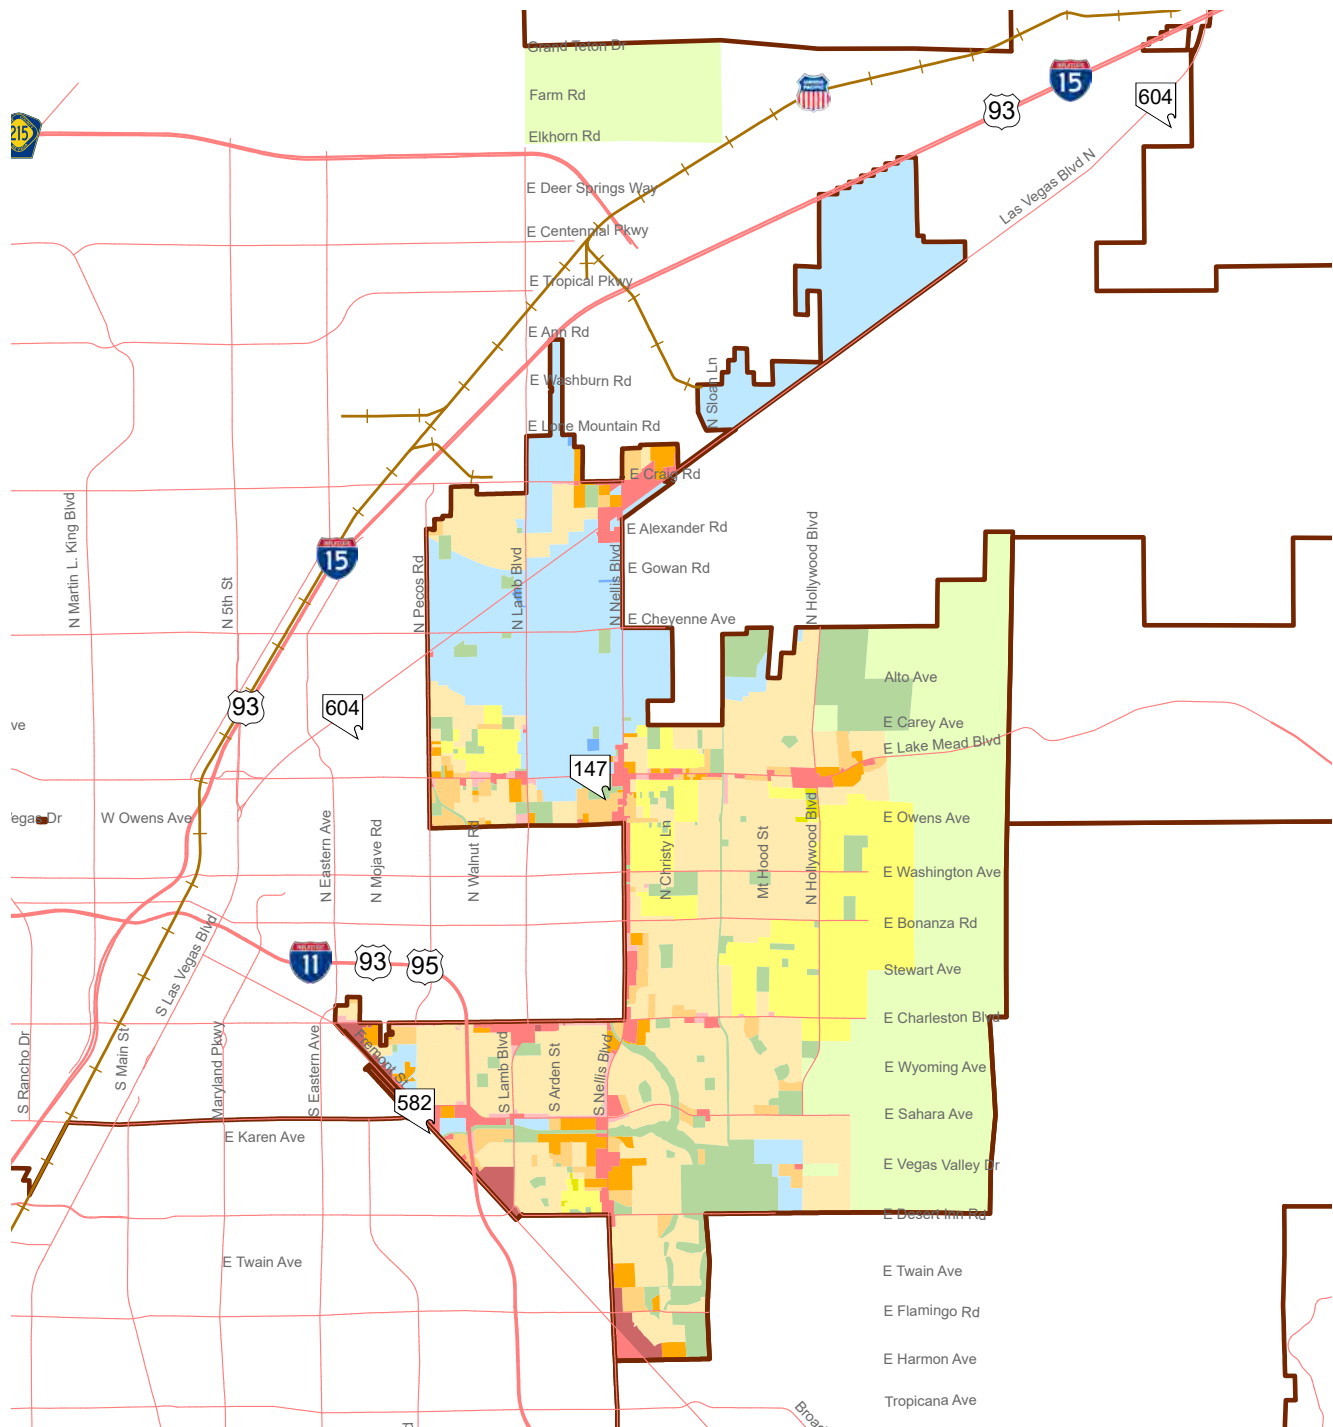 Grand Teton Dr
Farm Rd
Elkhorn Rd
215
15
93
604
E Deer Springs Way
E Centennial Pkwy
Las Vegas Blvd N
E Tropical Pkwy
E Ann Rd
E Washburn Rd
N Sloan Ln
E Lone Mountain Rd
E Craig Rd
E Alexander Rd
E Gowan Rd
E Cheyenne Ave
N Martin L. King Blvd
N 5th St
15
N Pecos Rd
N Lamb Blvd
N Nellis Blvd
N Hollywood Blvd
93
604
ve
Alto Ave
E Carey Ave
E Lake Mead Blvd
147
egas Dr
W Owens Ave
E Owens Ave
N Eastern Ave
N Mojave Rd
N Walnut Rd
N Christy Ln
Mt Hood St
N Hollywood Blvd
E Washington Ave
E Bonanza Rd
S Las Vegas Blvd
11
93
95
Stewart Ave
E Charleston Blvd
S Rancho Dr
S Main St
Maryland Pkwy
S Eastern Ave
Fremont St
S Lamb Blvd
S Arden St
S Nellis Blvd
E Wyoming Ave
582
E Sahara Ave
E Karen Ave
E Vegas Valley Dr
E Desert Inn Rd
E Twain Ave
E Twain Ave
E Flamingo Rd
E Harmon Ave
Tropicana Ave
Broad